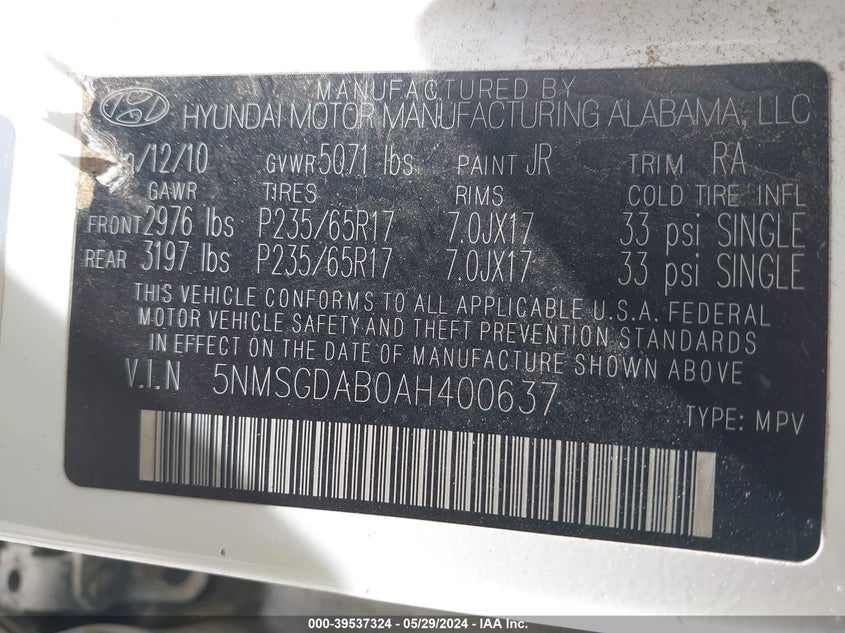 MANUFACTURED BY
HYUNDAI MOTOR MANUFACTURING ALABAMA, LLC
/12/10 GVWR 5071 lbs PAINT JR TRIM RA
GAWR TIRES RIMS COLD TIRE INFL
FRONT 2976 lbs P235/65R17 7.0JX17 33 psi SINGLE
REAR 3197 lbs P235/65R17 7.0JX17 33 psi SINGLE
THIS VEHICLE CONFORMS TO ALL APPLICABLE U.S.A. FEDERAL
MOTOR VEHICLE SAFETY AND THEFT PREVENTION STANDARDS
IN EFFECT ON THE DATE OF MANUFACTURE SHOWN ABOVE
V.I.N 5NMSGDAB0AH400637
TYPE: MPV
000-39537324 - 05/29/2024 - IAA Inc.